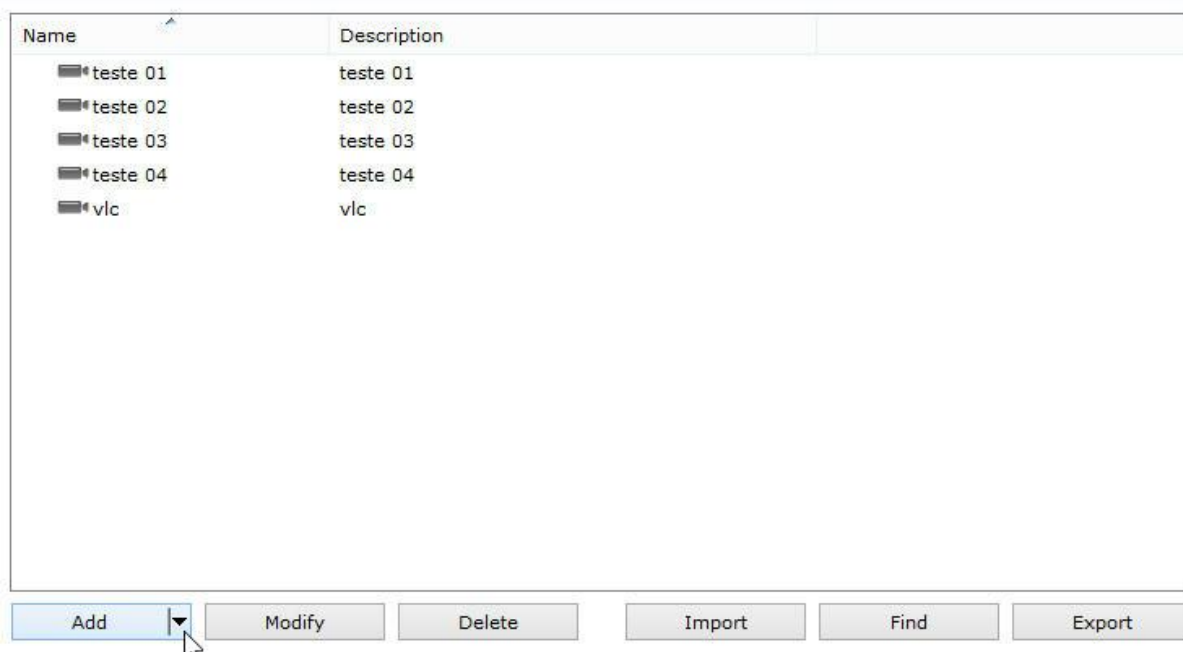 Name Description
teste 01 teste 01
teste 02 teste 02
teste 03 teste 03
teste 04 teste 04
vlc vlc
Add Modify Delete Import Find Export